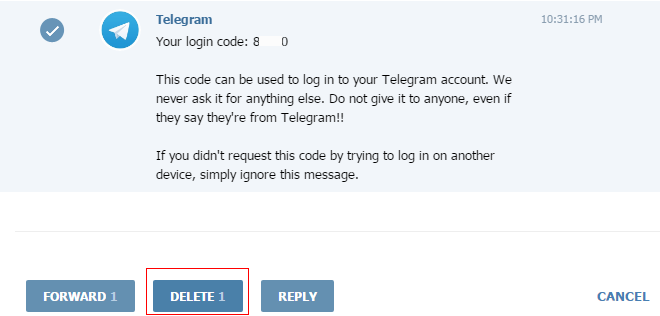 Telegram 10:31:16 PM
Your login code: 8 0
This code can be used to log in to your Telegram account. We
never ask it for anything else. Do not give it to anyone, even if
they say they're from Telegram!!
If you didn't request this code by trying to log in on another
device, simply ignore this message.
FORWARD 1 DELETE 1 REPLY CANCEL